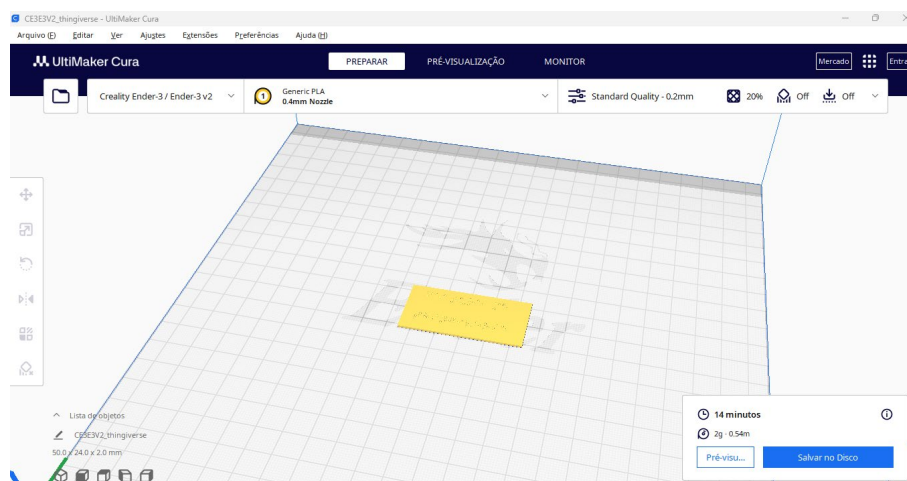 CE3E3V2_thingiverse - UltiMaker Cura
Arquivo (F) Editar Ver Ajustes Extensões Preferências Ajuda (H)
UltiMaker Cura PREPARAR PRÉ-VISUALIZAÇÃO MONITOR Mercado
Creality Ender-3 / Ender-3 v2 1 Generic PLA Standard Quality - 0.2mm 20% Off Off
0.4mm Nozzle
Lista de objetos
CE3E3V2_thingiverse
50.0 x 24.0 x 2.0 mm
14 minutos
2g · 0.54m
Pré-visu... Salvar no Disco